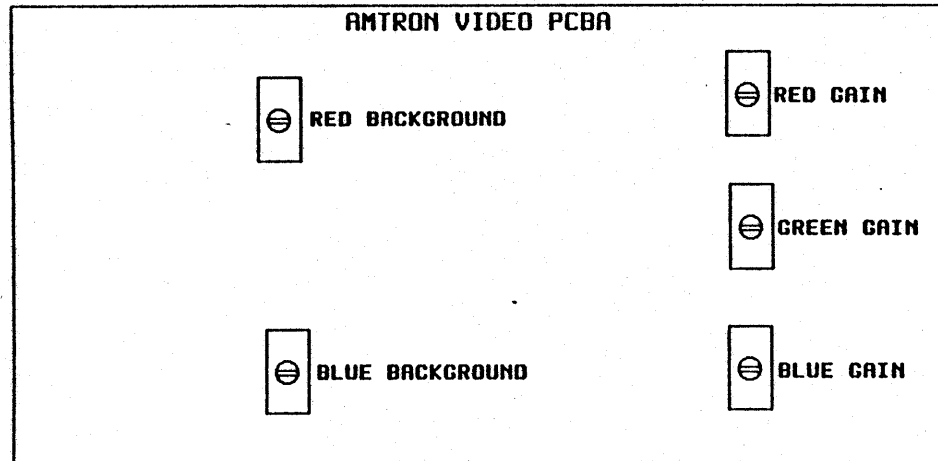 AMTRON VIDEO PCBA
RED BACKGROUND
RED GAIN
GREEN GAIN
BLUE BACKGROUND
BLUE GAIN